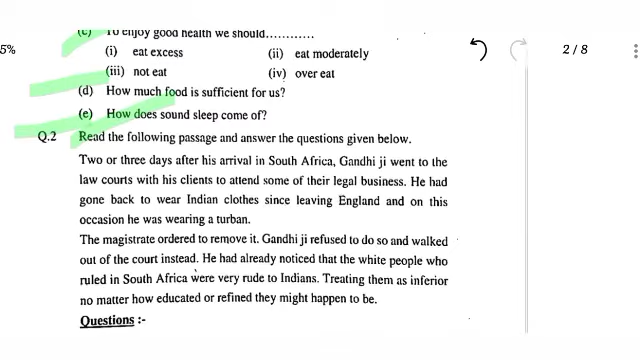 (c) To enjoy good health we should............
(i) eat excess (ii) eat moderately
5% 2 / 8
(iii) not eat (iv) over eat
(d) How much food is sufficient for us?
(e) How does sound sleep come of?
Q.2 Read the following passage and answer the questions given below.
Two or three days after his arrival in South Africa, Gandhi ji went to the
law courts with his clients to attend some of their legal business. He had
gone back to wear Indian clothes since leaving England and on this
occasion he was wearing a turban.
The magistrate ordered to remove it. Gandhi ji refused to do so and walked
out of the court instead. He had already noticed that the white people who
ruled in South Africa were very rude to Indians. Treating them as inferior
no matter how educated or refined they might happen to be.
Questions :-